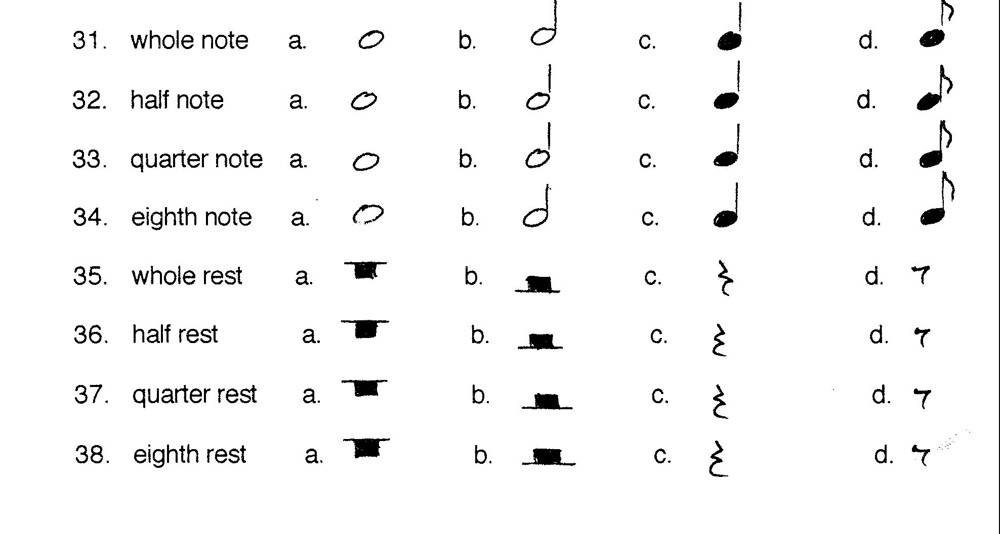 31. whole note a. b. c. d.
32. half note a. b. c. d.
33. quarter note a. b. c. d.
34. eighth note a. b. c. d.
35. whole rest a. b. c. d.
36. half rest a. b. c. d.
37. quarter rest a. b. c. d.
38. eighth rest a. b. c. d.